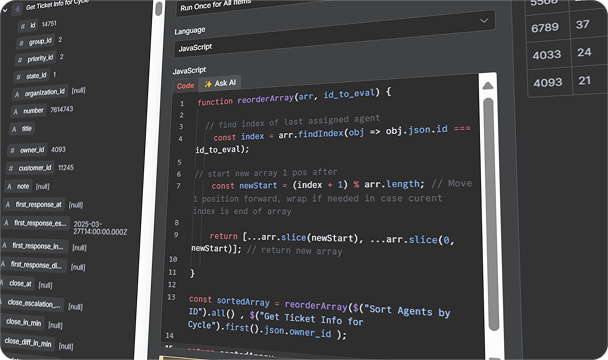 Get Ticket Info for Cycle
# id 14751
# group_id 2
# priority_id 2
# state_id 1
A organization_id [null]
A number 7614743
A title
# owner_id 4093
# customer_id 11245
A note [null]
A first_response_at [null]
A first_response_es... 2025-03-27T14:00:00.000Z
A first_response_in... [null]
A first_response_di... [null]
A close_at [null]
close_escalation_... [null]
close_in_min [null]
close_diff_in_min [null]
Run Once for All Items
Language
JavaScript
JavaScript
Code
✨ Ask AI
1 function reorderArray(arr, id_to_eval) {
2
3 // find index of last assigned agent
4 const index = arr.findIndex(obj => obj.json.id ===
id_to_eval);
5
6 // start new array 1 pos after
7 const newStart = (index + 1) % arr.length; // Move
1 position forward, wrap if needed in case curent
index is end of array
8
9 return [...arr.slice(newStart), ...arr.slice(0,
newStart)]; // return new array
10
11 }
12
13 const sortedArray = reorderArray($("Sort Agents by
ID").all() , $("Get Ticket Info for
Cycle").first().json.owner_id );
14
5508
6789 37
4033 24
4093 21